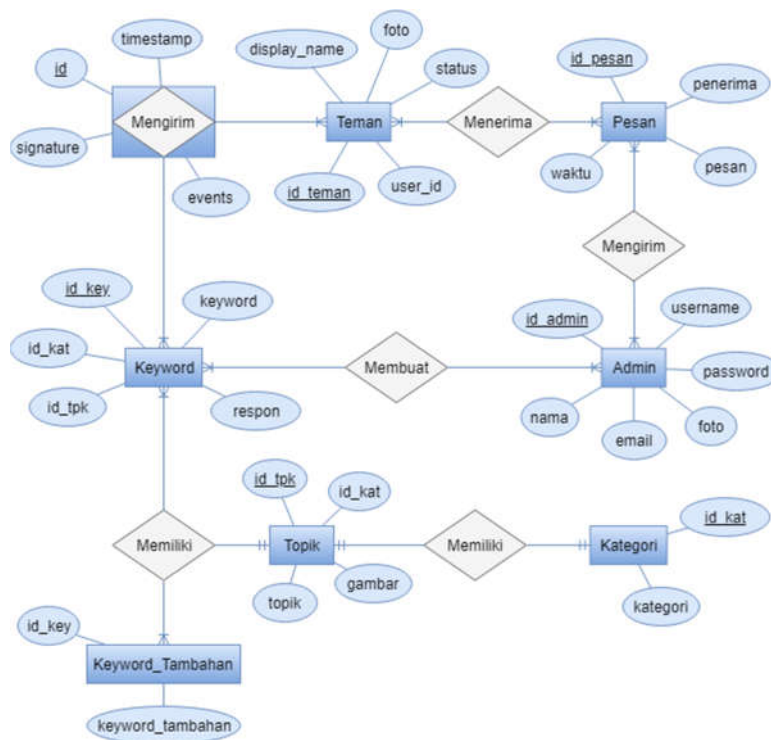 timestamp
id
Mengirim
signature
events
display_name
foto
status
Teman
id_teman
user_id
Menerima
id_pesan
penerima
Pesan
waktu
pesan
Mengirim
id_key
keyword
id_kat
Keyword
id_tpk
respon
Membuat
id_admin
username
Admin
password
nama
email
foto
Memiliki
id_tpk
id_kat
Topik
topik
gambar
Memiliki
id_kat
Kategori
kategori
id_key
Keyword_Tambahan
keyword_tambahan